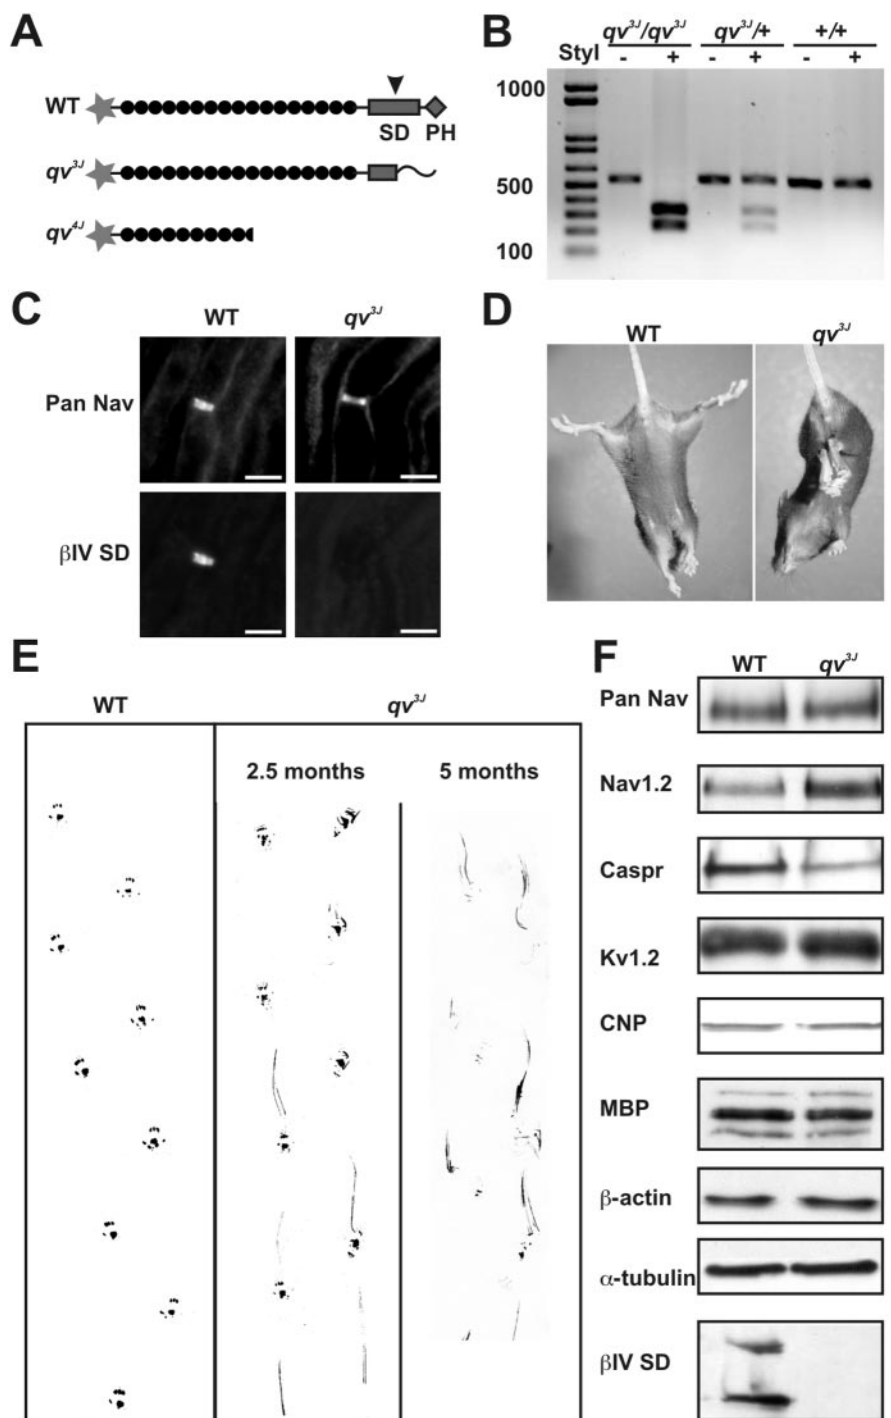 A
WT
SD PH
qv³ᴶ
qv⁴ᴶ
B
qv³ᴶ/qv³ᴶ qv³ᴶ/+ +/+
StyI - + - + - +
1000
500
100
C
WT qv³ᴶ
Pan Nav
βIV SD
D
WT qv³ᴶ
E
WT qv³ᴶ
2.5 months 5 months
F
WT qv³ᴶ
Pan Nav
Nav1.2
Caspr
Kv1.2
CNP
MBP
β-actin
α-tubulin
βIV SD